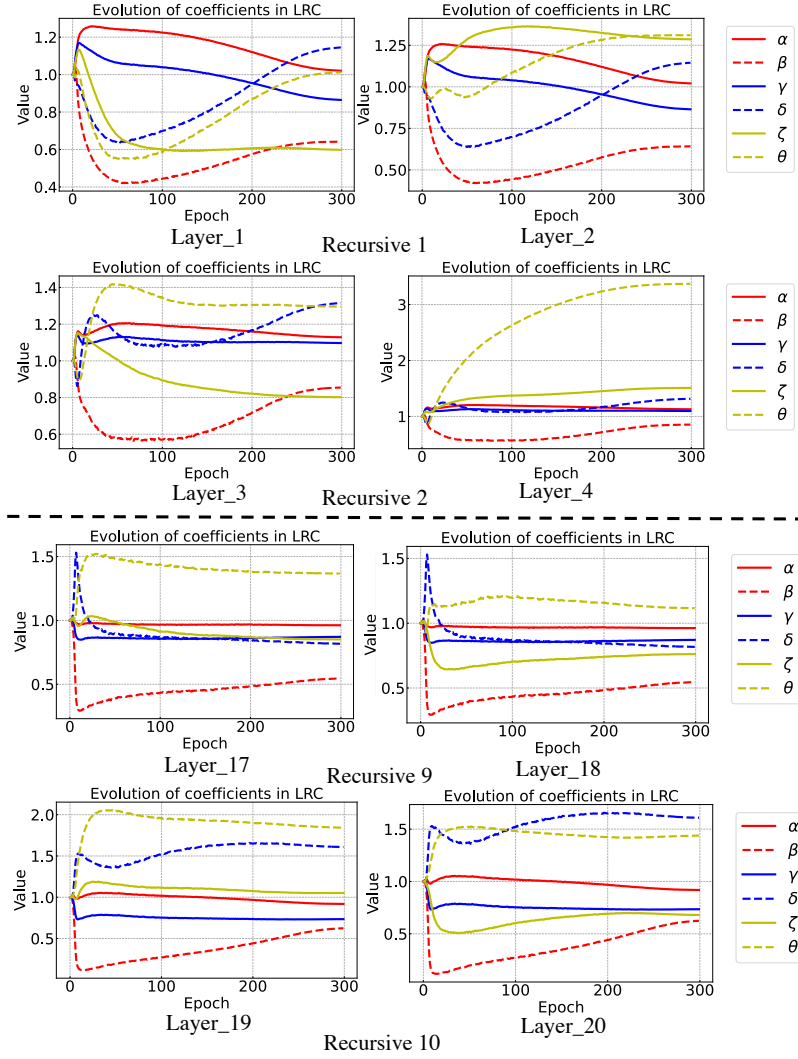 Evolution of coefficients in LRC
Evolution of coefficients in LRC
Value
1.2
1.0
0.8
0.6
0.4
0 100 200 300
Epoch
Layer_1
1.25
1.00
0.75
0.50
0 100 200 300
Epoch
Layer_2
α
β
γ
δ
ζ
θ
Recursive 1
Evolution of coefficients in LRC
Evolution of coefficients in LRC
Value
1.4
1.2
1.0
0.8
0.6
0 100 200 300
Epoch
Layer_3
Value
3
2
1
0 100 200 300
Epoch
Layer_4
α
β
γ
δ
ζ
θ
Recursive 2
Evolution of coefficients in LRC
Evolution of coefficients in LRC
Value
1.5
1.0
0.5
0 100 200 300
Epoch
Layer_17
Value
1.5
1.0
0.5
0 100 200 300
Epoch
Layer_18
α
β
γ
δ
ζ
θ
Recursive 9
Evolution of coefficients in LRC
Evolution of coefficients in LRC
Value
2.0
1.5
1.0
0.5
0 100 200 300
Epoch
Layer_19
Value
1.5
1.0
0.5
0 100 200 300
Epoch
Layer_20
α
β
γ
δ
ζ
θ
Recursive 10